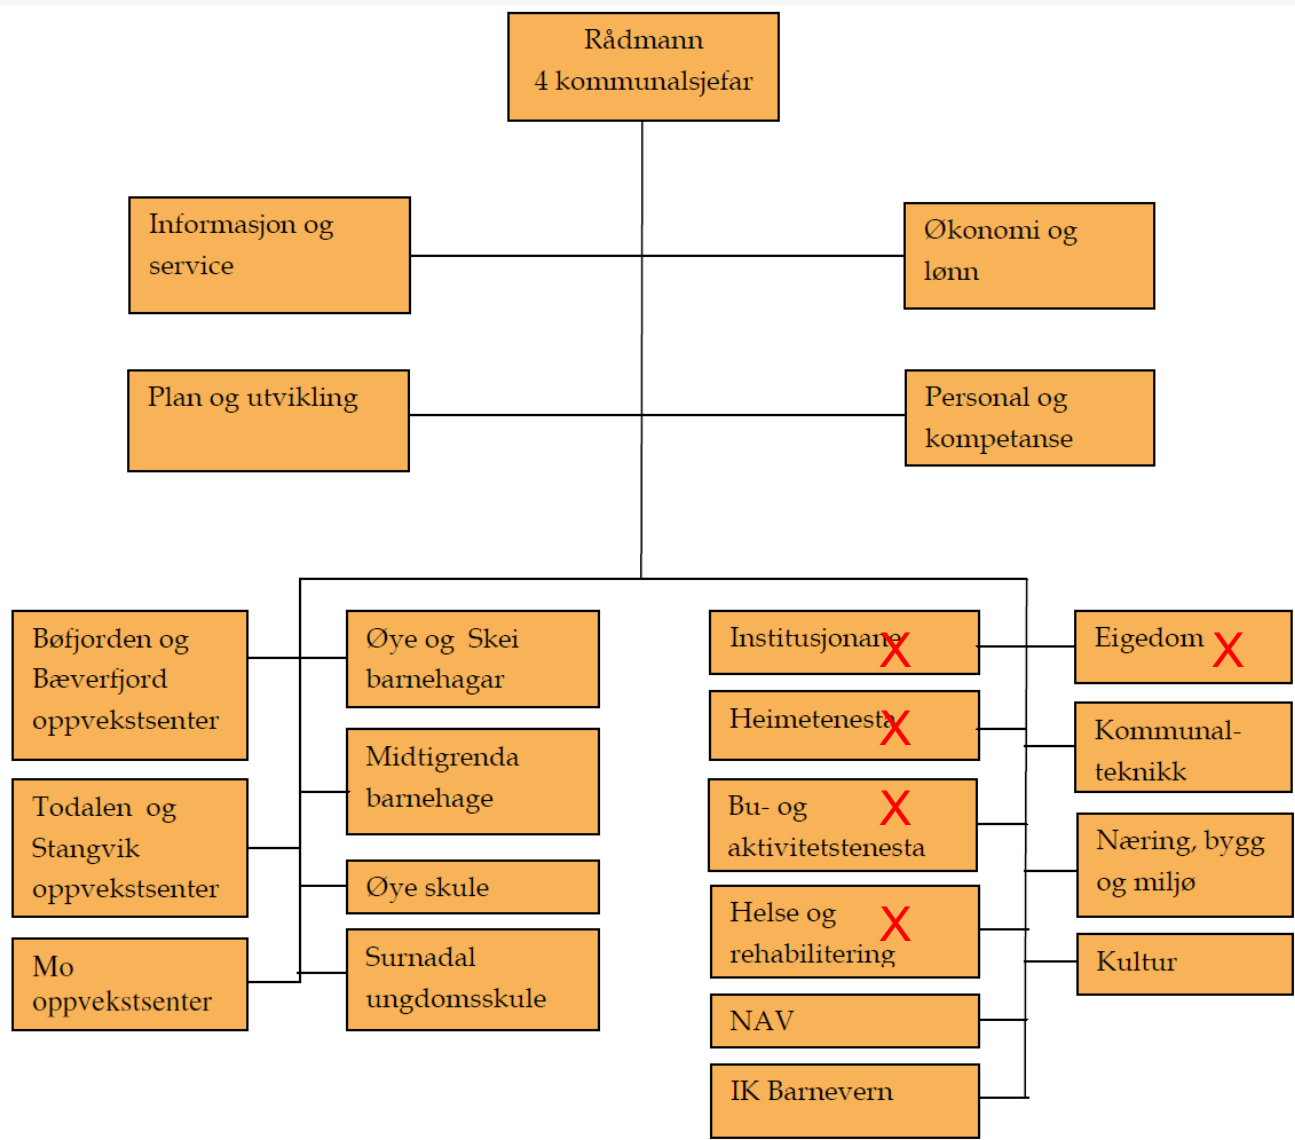 Rådmann
4 kommunalsjefar
Informasjon og
service
Økonomi og
lønn
Plan og utvikling
Personal og
kompetanse
Bøfjorden og
Bæverfjord
oppvekstsenter
Todalen og
Stangvik
oppvekstsenter
Mo
oppvekstsenter
Øye og Skei
barnehagar
Midtigrenda
barnehage
Øye skule
Surnadal
ungdomsskule
Institusjonane X
Heimetenesta X
Bu- og X
aktivitetstenesta
Helse og X
rehabilitering
NAV
IK Barnevern
Eigedom X
Kommunal-
teknikk
Næring, bygg
og miljø
Kultur